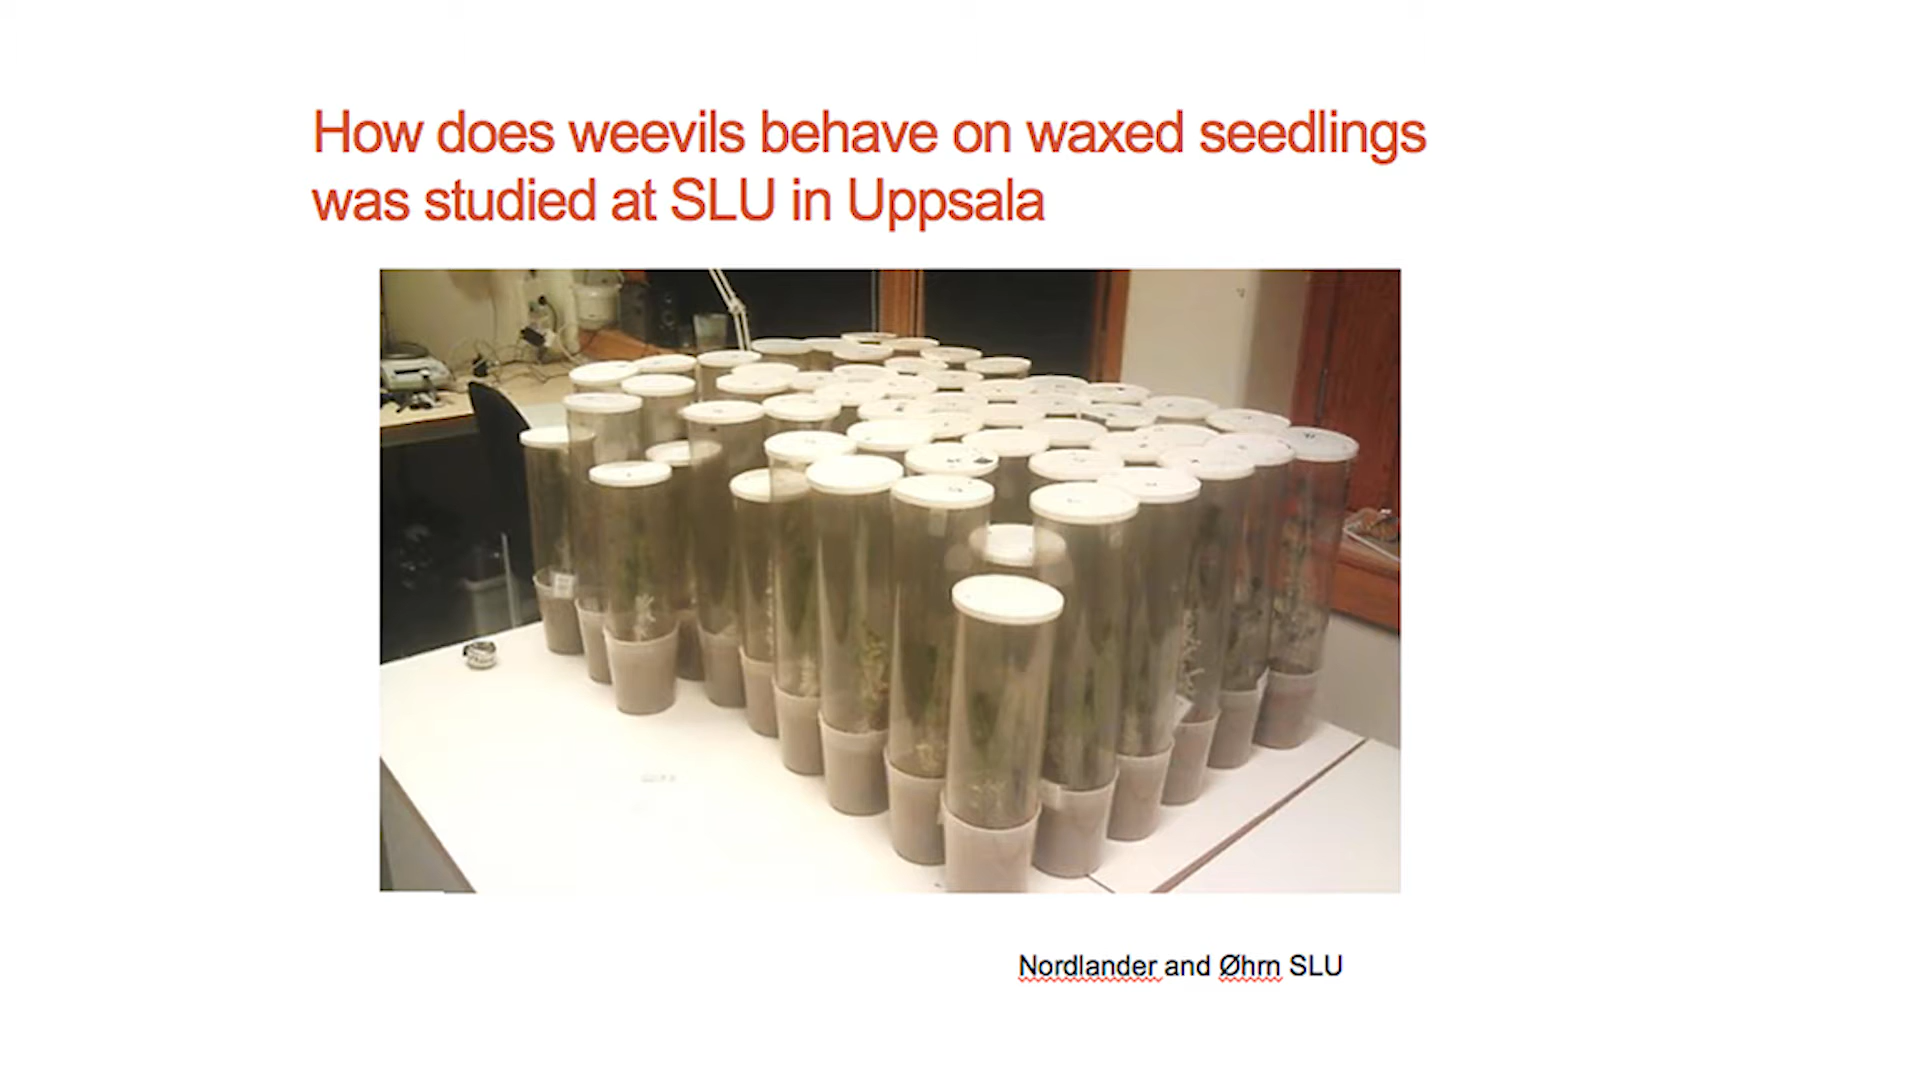 How does weevils behave on waxed seedlings
was studied at SLU in Uppsala
Nordlander and Øhrn SLU